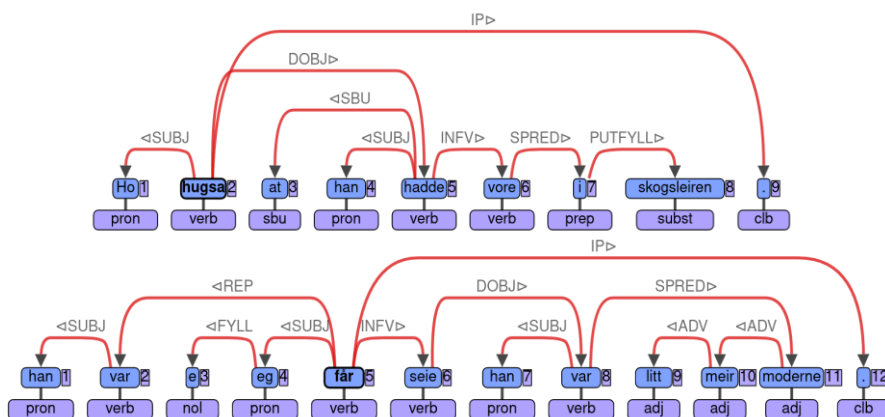 IP⊳
DOBJ⊳
⊲SBU
⊲SUBJ ⊲SUBJ INFV⊳ SPRED⊳ PUTFYLL⊳
Ho 1 hugsa 2 at 3 han 4 hadde 5 vore 6 i 7 skogsleiren 8 . 9
pron verb sbu pron verb verb prep subst clb
IP⊳
⊲REP DOBJ⊳ SPRED⊳
⊲SUBJ ⊲FYLL ⊲SUBJ INFV⊳ ⊲SUBJ ⊲ADV ⊲ADV
han 1 var 2 e 3 eg 4 får 5 seie 6 han 7 var 8 litt 9 meir 10 moderne 11 . 12
pron verb nol pron verb verb pron verb adj adj adj clb